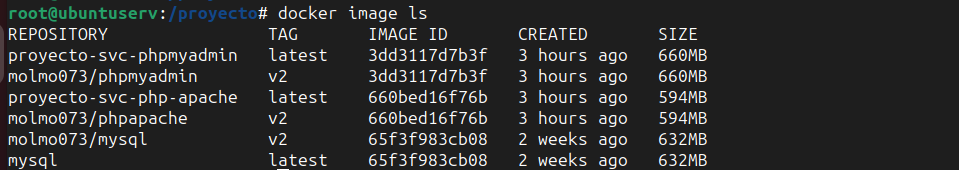 root@ubuntuserv:/proyecto# docker image ls
REPOSITORY TAG IMAGE ID CREATED SIZE
proyecto-svc-phpmyadmin latest 3dd3117d7b3f 3 hours ago 660MB
molmo073/phpmyadmin v2 3dd3117d7b3f 3 hours ago 660MB
proyecto-svc-php-apache latest 660bed16f76b 3 hours ago 594MB
molmo073/phpapache v2 660bed16f76b 3 hours ago 594MB
molmo073/mysql v2 65f3f983cb08 2 weeks ago 632MB
mysql latest 65f3f983cb08 2 weeks ago 632MB